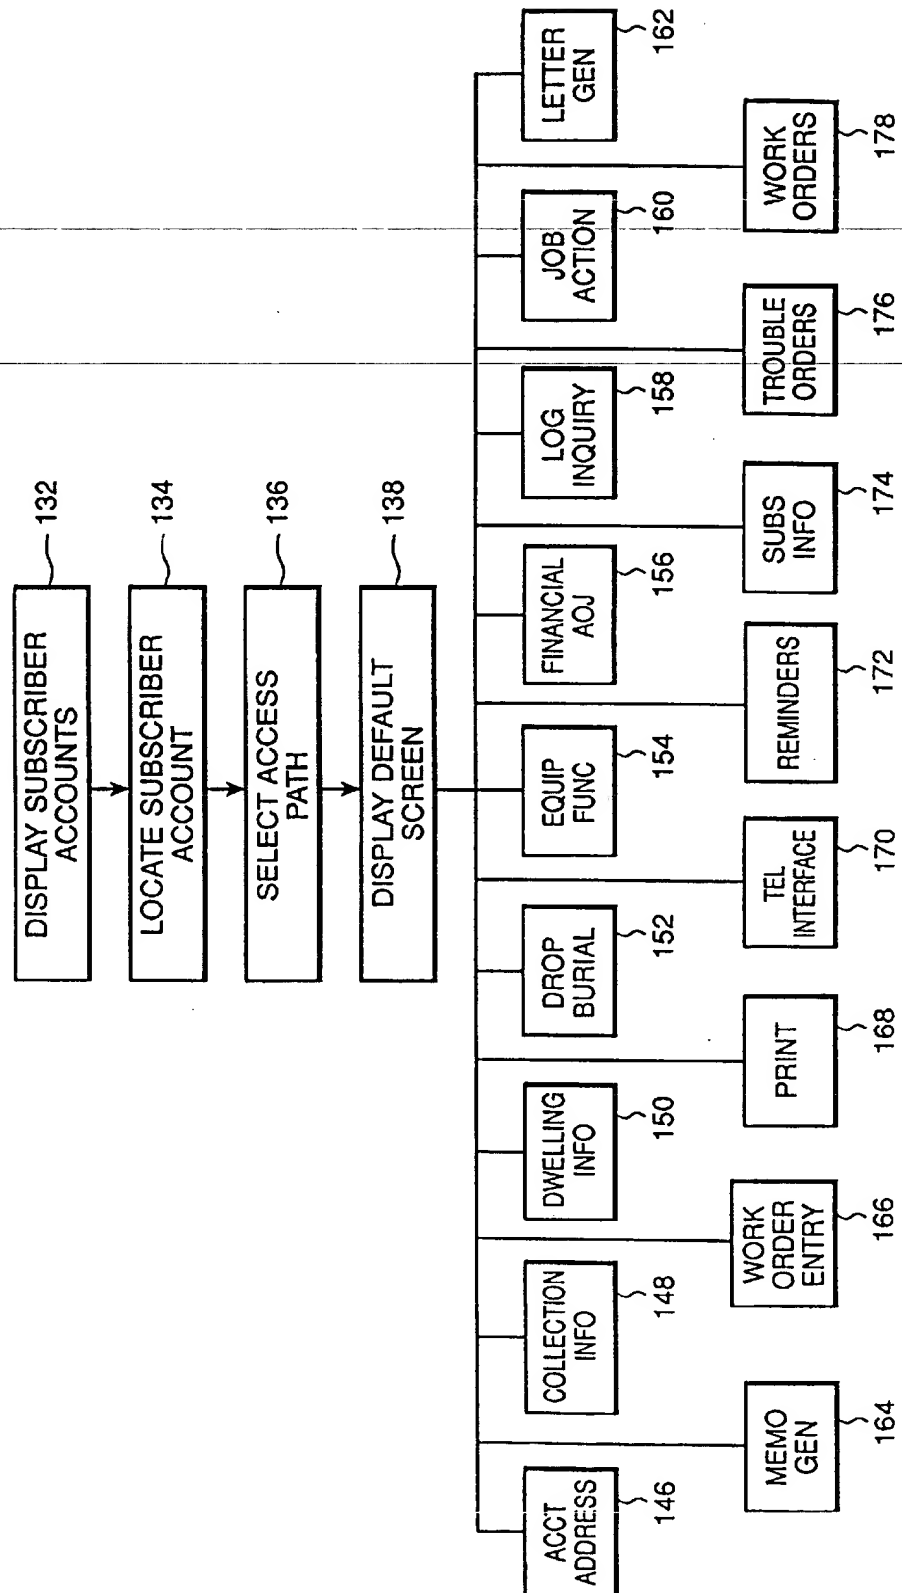 DISPLAY SUBSCRIBER
ACCOUNTS
132
LOCATE SUBSCRIBER
ACCOUNT
134
SELECT ACCESS
PATH
136
DISPLAY DEFAULT
SCREEN
138
ACCT
ADDRESS
146
COLLECTION
INFO
148
DWELLING
INFO
150
DROP
BURIAL
152
EQUIP
FUNC
154
FINANCIAL
AOJ
156
LOG
INQUIRY
158
JOB
ACTION
160
LETTER
GEN
162
MEMO
GEN
164
WORK
ORDER
ENTRY
166
PRINT
168
TEL
INTERFACE
170
REMINDERS
172
SUBS
INFO
174
TROUBLE
ORDERS
176
WORK
ORDERS
178